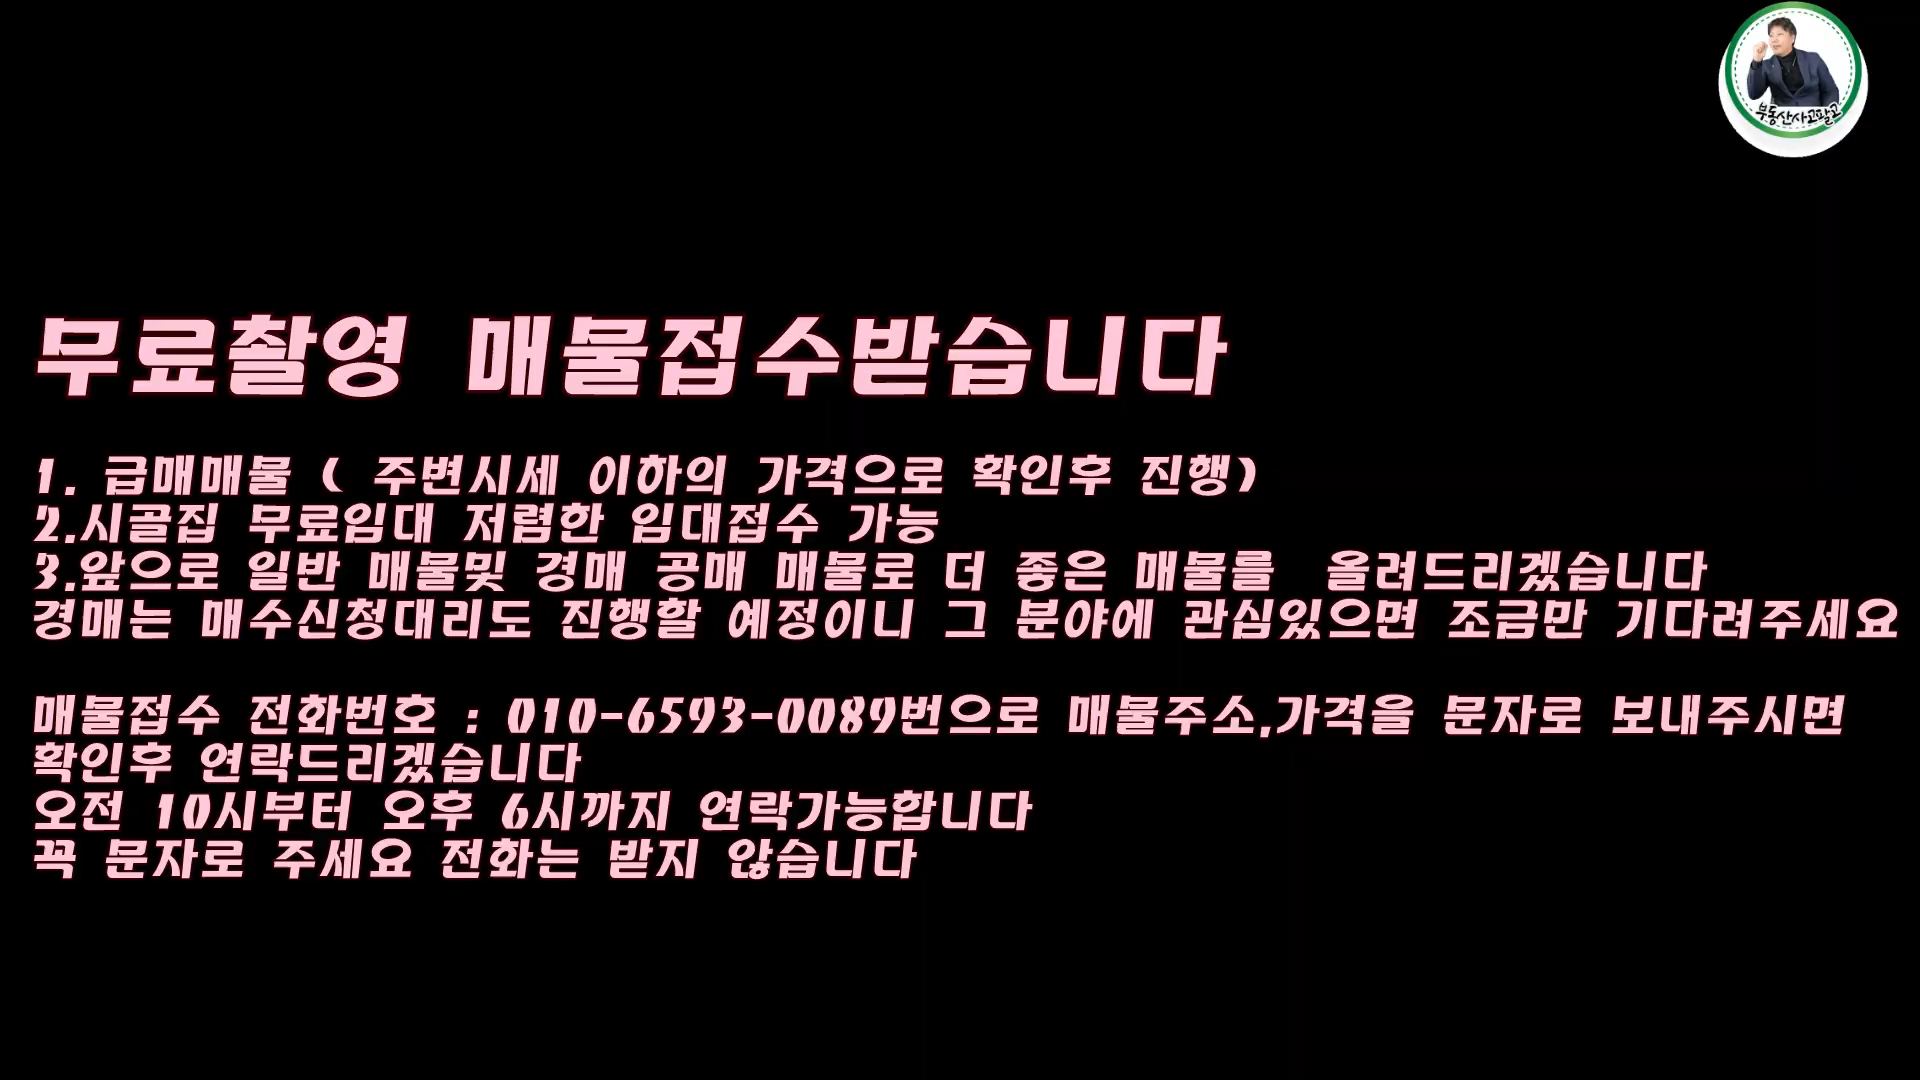 부동산사고팔고
무료촬영 매물접수받습니다
1. 급매매물 ( 주변시세 이하의 가격으로 확인후 진행)
2.시골집 무료임대 저렴한 임대접수 가능
3.앞으로 일반 매물및 경매 공매 매물로 더 좋은 매물를 올려드리겠습니다
경매는 매수신청대리도 진행할 예정이니 그 분야에 관심있으면 조금만 기다려주세요
매물접수 전화번호 : 010-6593-0089번으로 매물주소,가격을 문자로 보내주시면
확인후 연락드리겠습니다
오전 10시부터 오후 6시까지 연락가능합니다
꼭 문자로 주세요 전화는 받지 않습니다